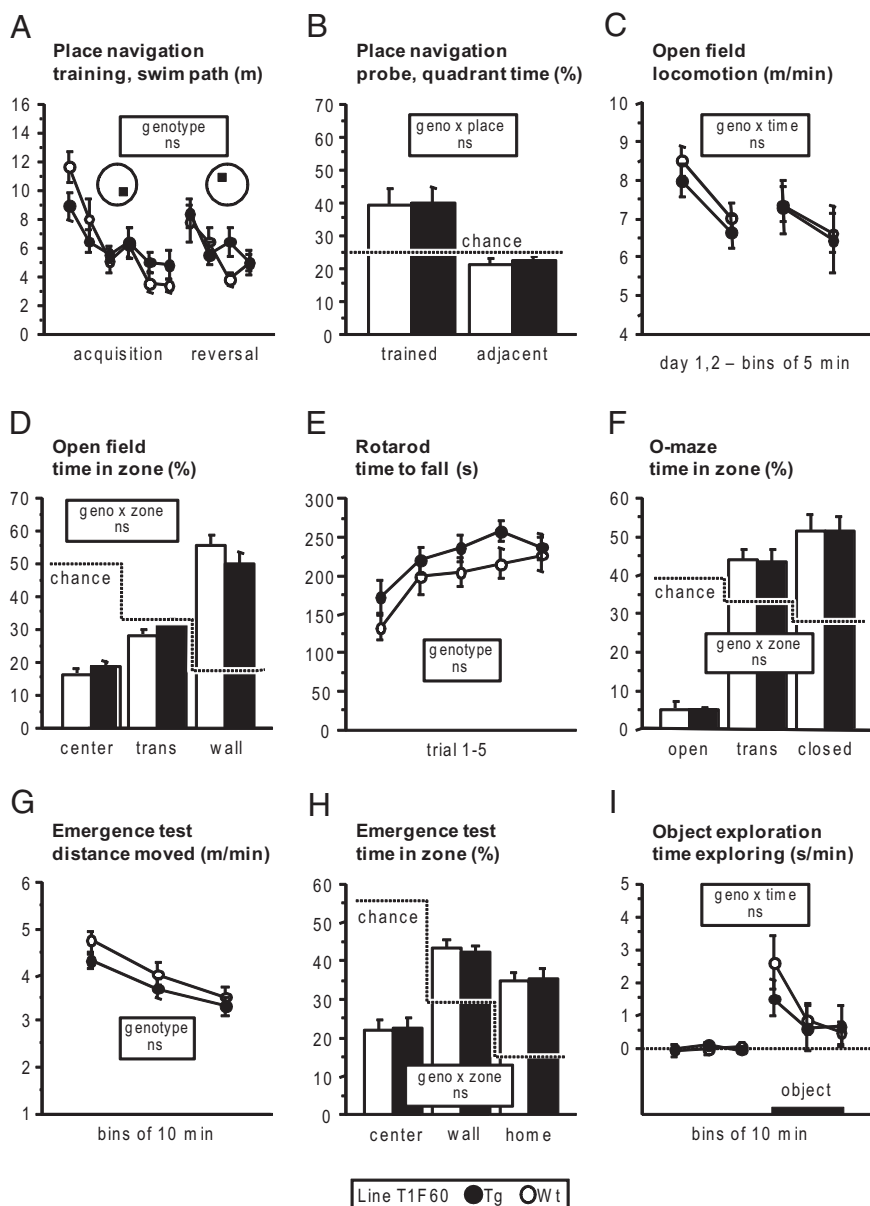 A
Place navigation
training, swim path (m)
16
14
12
10
8
6
4
2
0
genotype
ns
acquisition
reversal
B
Place navigation
probe, quadrant time (%)
70
60
50
40
30
20
10
0
geno x place
ns
chance
trained
adjacent
C
Open field
locomotion (m/min)
10
9
8
7
6
5
4
geno x time
ns
day 1,2 – bins of 5 min
D
Open field
time in zone (%)
70
60
50
40
30
20
10
0
geno x zone
ns
chance
center
trans
wall
E
Rotarod
time to fall (s)
300
250
200
150
100
50
0
genotype
ns
trial 1-5
F
O-maze
time in zone (%)
60
50
40
30
20
10
0
chance
geno x zone
ns
open
trans
closed
G
Emergence test
distance moved (m/min)
6
5
4
3
2
1
genotype
ns
bins of 10 min
H
Emergence test
time in zone (%)
60
50
40
30
20
10
0
chance
geno x zone
ns
center
wall
home
I
Object exploration
time exploring (s/min)
5
4
3
2
1
0
geno x time
ns
object
bins of 10 min
Line T1F60 Tg Wt